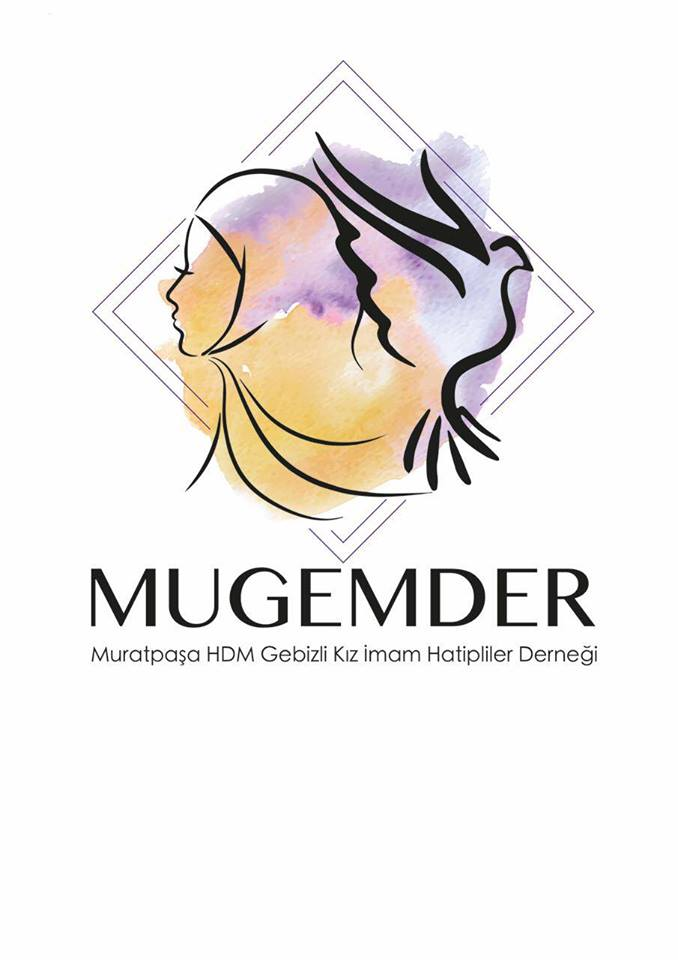 MUGEMDER
Muratpaşa HDM Gebizli Kız İmam Hatipliler Derneği